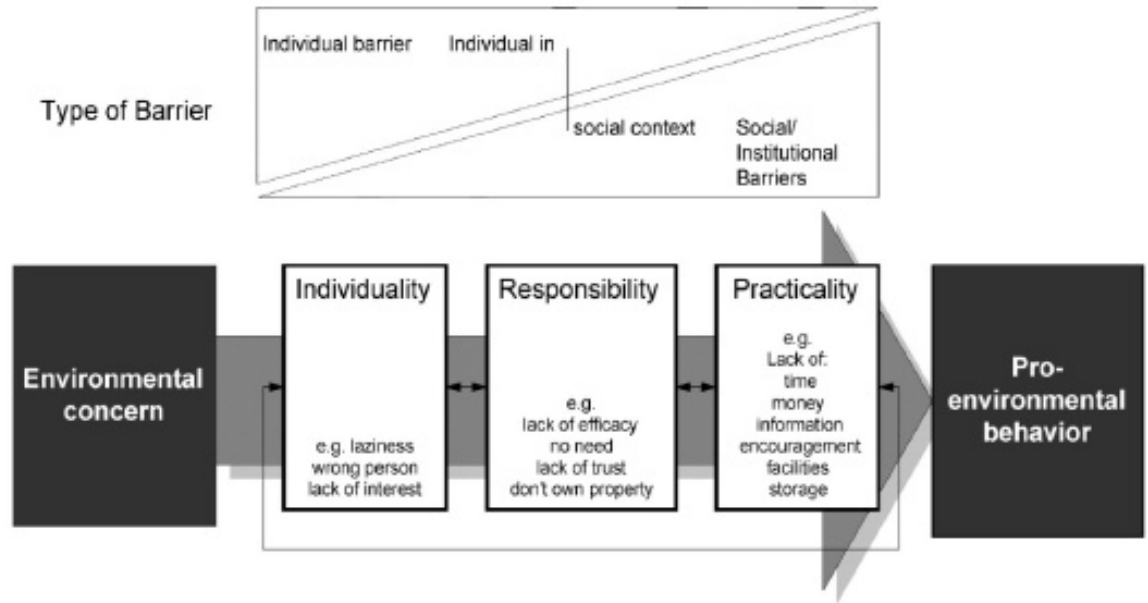 Individual barrier
Individual in
Type of Barrier
social context
Social/
Institutional
Barriers
Environmental
concern
Individuality
e.g. laziness
wrong person
lack of interest
Responsibility
e.g.
lack of efficacy
no need
lack of trust
don't own property
Practicality
e.g.
Lack of:
time
money
information
encouragement
facilities
storage
Pro-
environmental
behavior